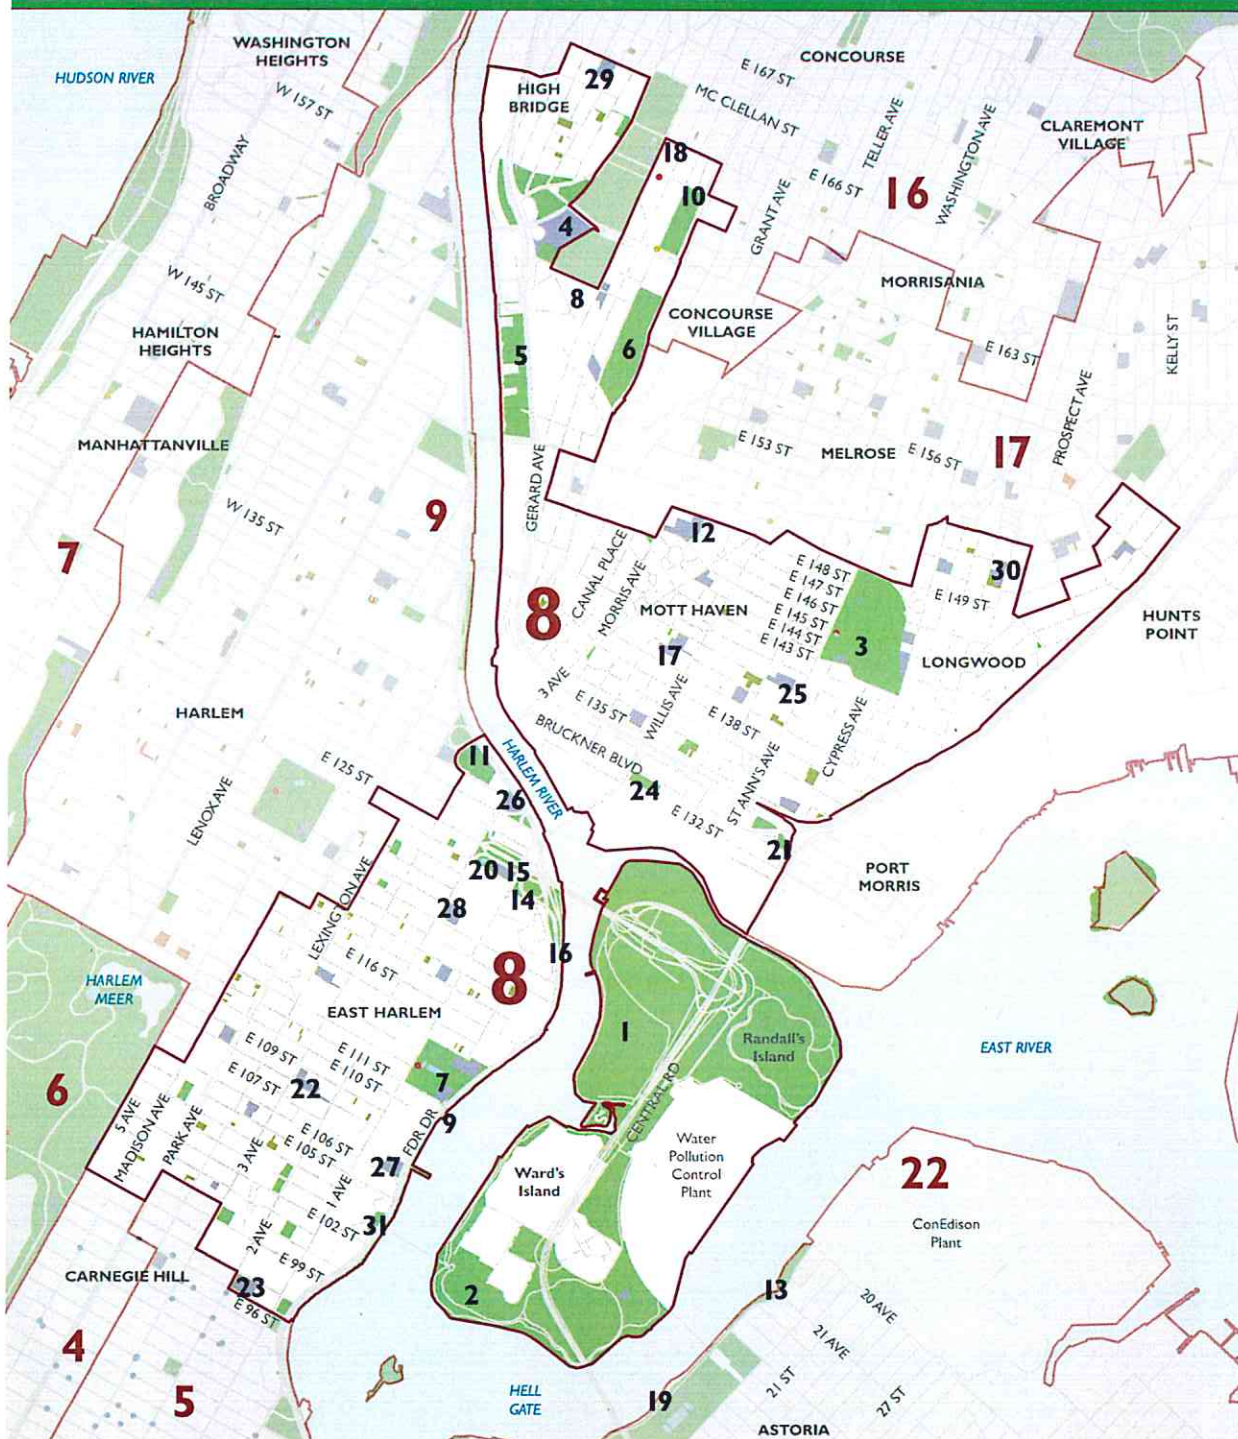 WASHINGTON
HEIGHTS
HUDSON RIVER
W 157 ST
BROADWAY
HIGH
BRIDGE
29
CONCOURSE
E 167 ST
MC CLELLAN ST
TELLER AVE
WASHINGTON AVE
CLAREMONT
VILLAGE
18
10
E 166 ST
16
GRANT AVE
4
W 145 ST
8
MORRISANIA
HAMILTON
HEIGHTS
CONCOURSE
VILLAGE
5
6
E 163 ST
KELLY ST
PROSPECT AVE
MANHATTANVILLE
E 153 ST
MELROSE
E 156 ST
17
GERARD AVE
W 135 ST
9
7
12
CANAL PLACE
MORRIS AVE
E 148 ST
E 147 ST
E 146 ST
E 145 ST
E 144 ST
E 143 ST
30
E 149 ST
8
MOTT HAVEN
HUNTS
POINT
3
17
LONGWOOD
25
HARLEM
3 AVE
E 135 ST
WILLIS AVE
E 138 ST
CYPRESS AVE
BRUCKNER BLVD
ST ANN'S AVE
11
HARLEM RIVER
E 125 ST
26
24
E 132 ST
LENOX AVE
21
20
15
PORT
MORRIS
14
28
LEXINGTON AVE
16
E 116 ST
8
HARLEM
MEER
EAST HARLEM
1
Randall's
Island
EAST RIVER
E 109 ST
E 111 ST
E 110 ST
E 107 ST
22
7
6
5 AVE
MADISON AVE
PARK AVE
3 AVE
E 106 ST
E 105 ST
FDR DR
9
CENTRAL RD
Water
Pollution
Control
Plant
27
Ward's
Island
22
1 AVE
E 102 ST
31
2 AVE
E 99 ST
ConEdison
Plant
CARNEGIE HILL
23
E 96 ST
2
13
20 AVE
21 AVE
4
5
HELL
GATE
19
21 ST
27 ST
ASTORIA